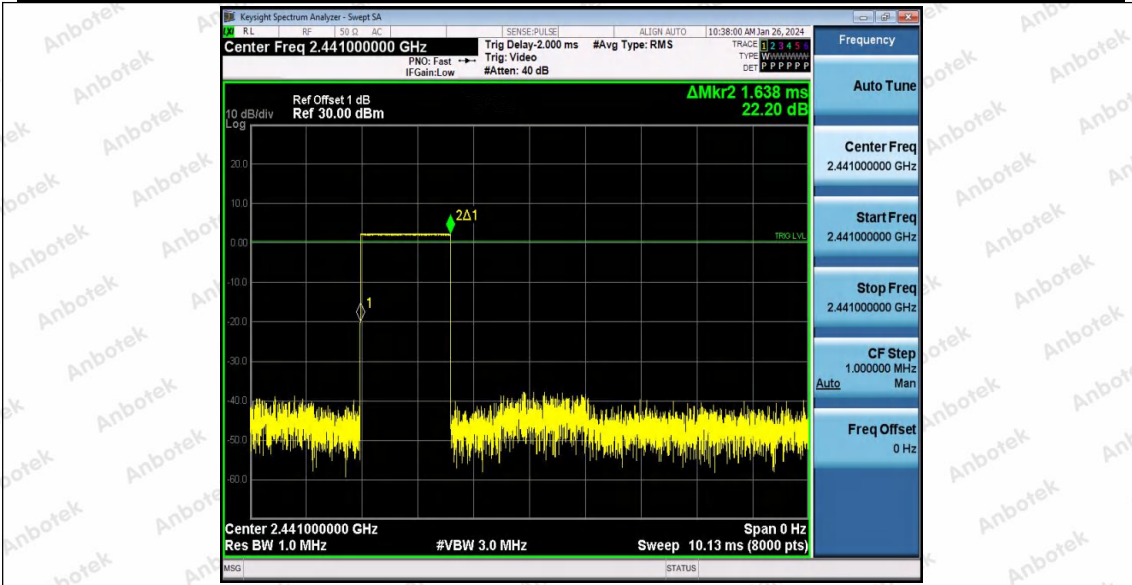 Keysight Spectrum Analyzer - Swept SA
RL RF 50 Ω AC SENSE:PULSE ALIGN AUTO 10:38:00 AM Jan 26, 2024
Center Freq 2.441000000 GHz
PNO: Fast
IFGain:Low
Trig Delay-2.000 ms
Trig: Video
#Atten: 40 dB
#Avg Type: RMS
TRACE 1 2 3 4 5 6
TYPE WWWWWW
DET P P P P P P
ΔMkr2 1.638 ms
22.20 dB
Ref Offset 1 dB
10 dB/div Ref 30.00 dBm
Log
20.0
10.0
0.00
-10.0
-20.0
-30.0
-40.0
-50.0
-60.0
2Δ1
1
TRIG LVL
Center 2.441000000 GHz Span 0 Hz
Res BW 1.0 MHz #VBW 3.0 MHz Sweep 10.13 ms (8000 pts)
MSG STATUS
Frequency
Auto Tune
Center Freq
2.441000000 GHz
Start Freq
2.441000000 GHz
Stop Freq
2.441000000 GHz
CF Step
1.000000 MHz
Auto Man
Freq Offset
0 Hz
Anbotek